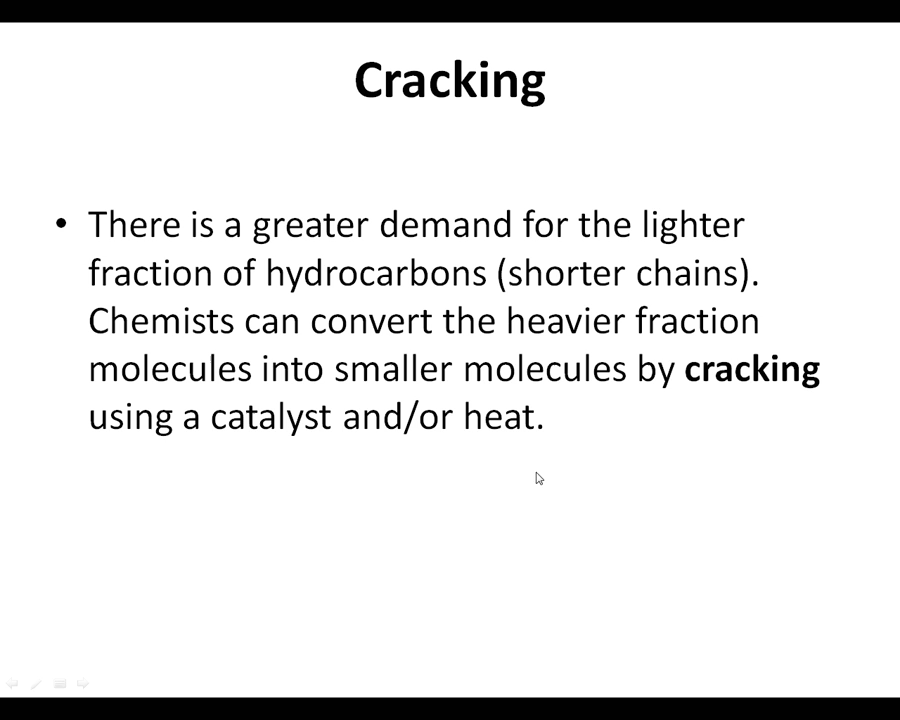 Cracking
• There is a greater demand for the lighter
fraction of hydrocarbons (shorter chains).
Chemists can convert the heavier fraction
molecules into smaller molecules by cracking
using a catalyst and/or heat.